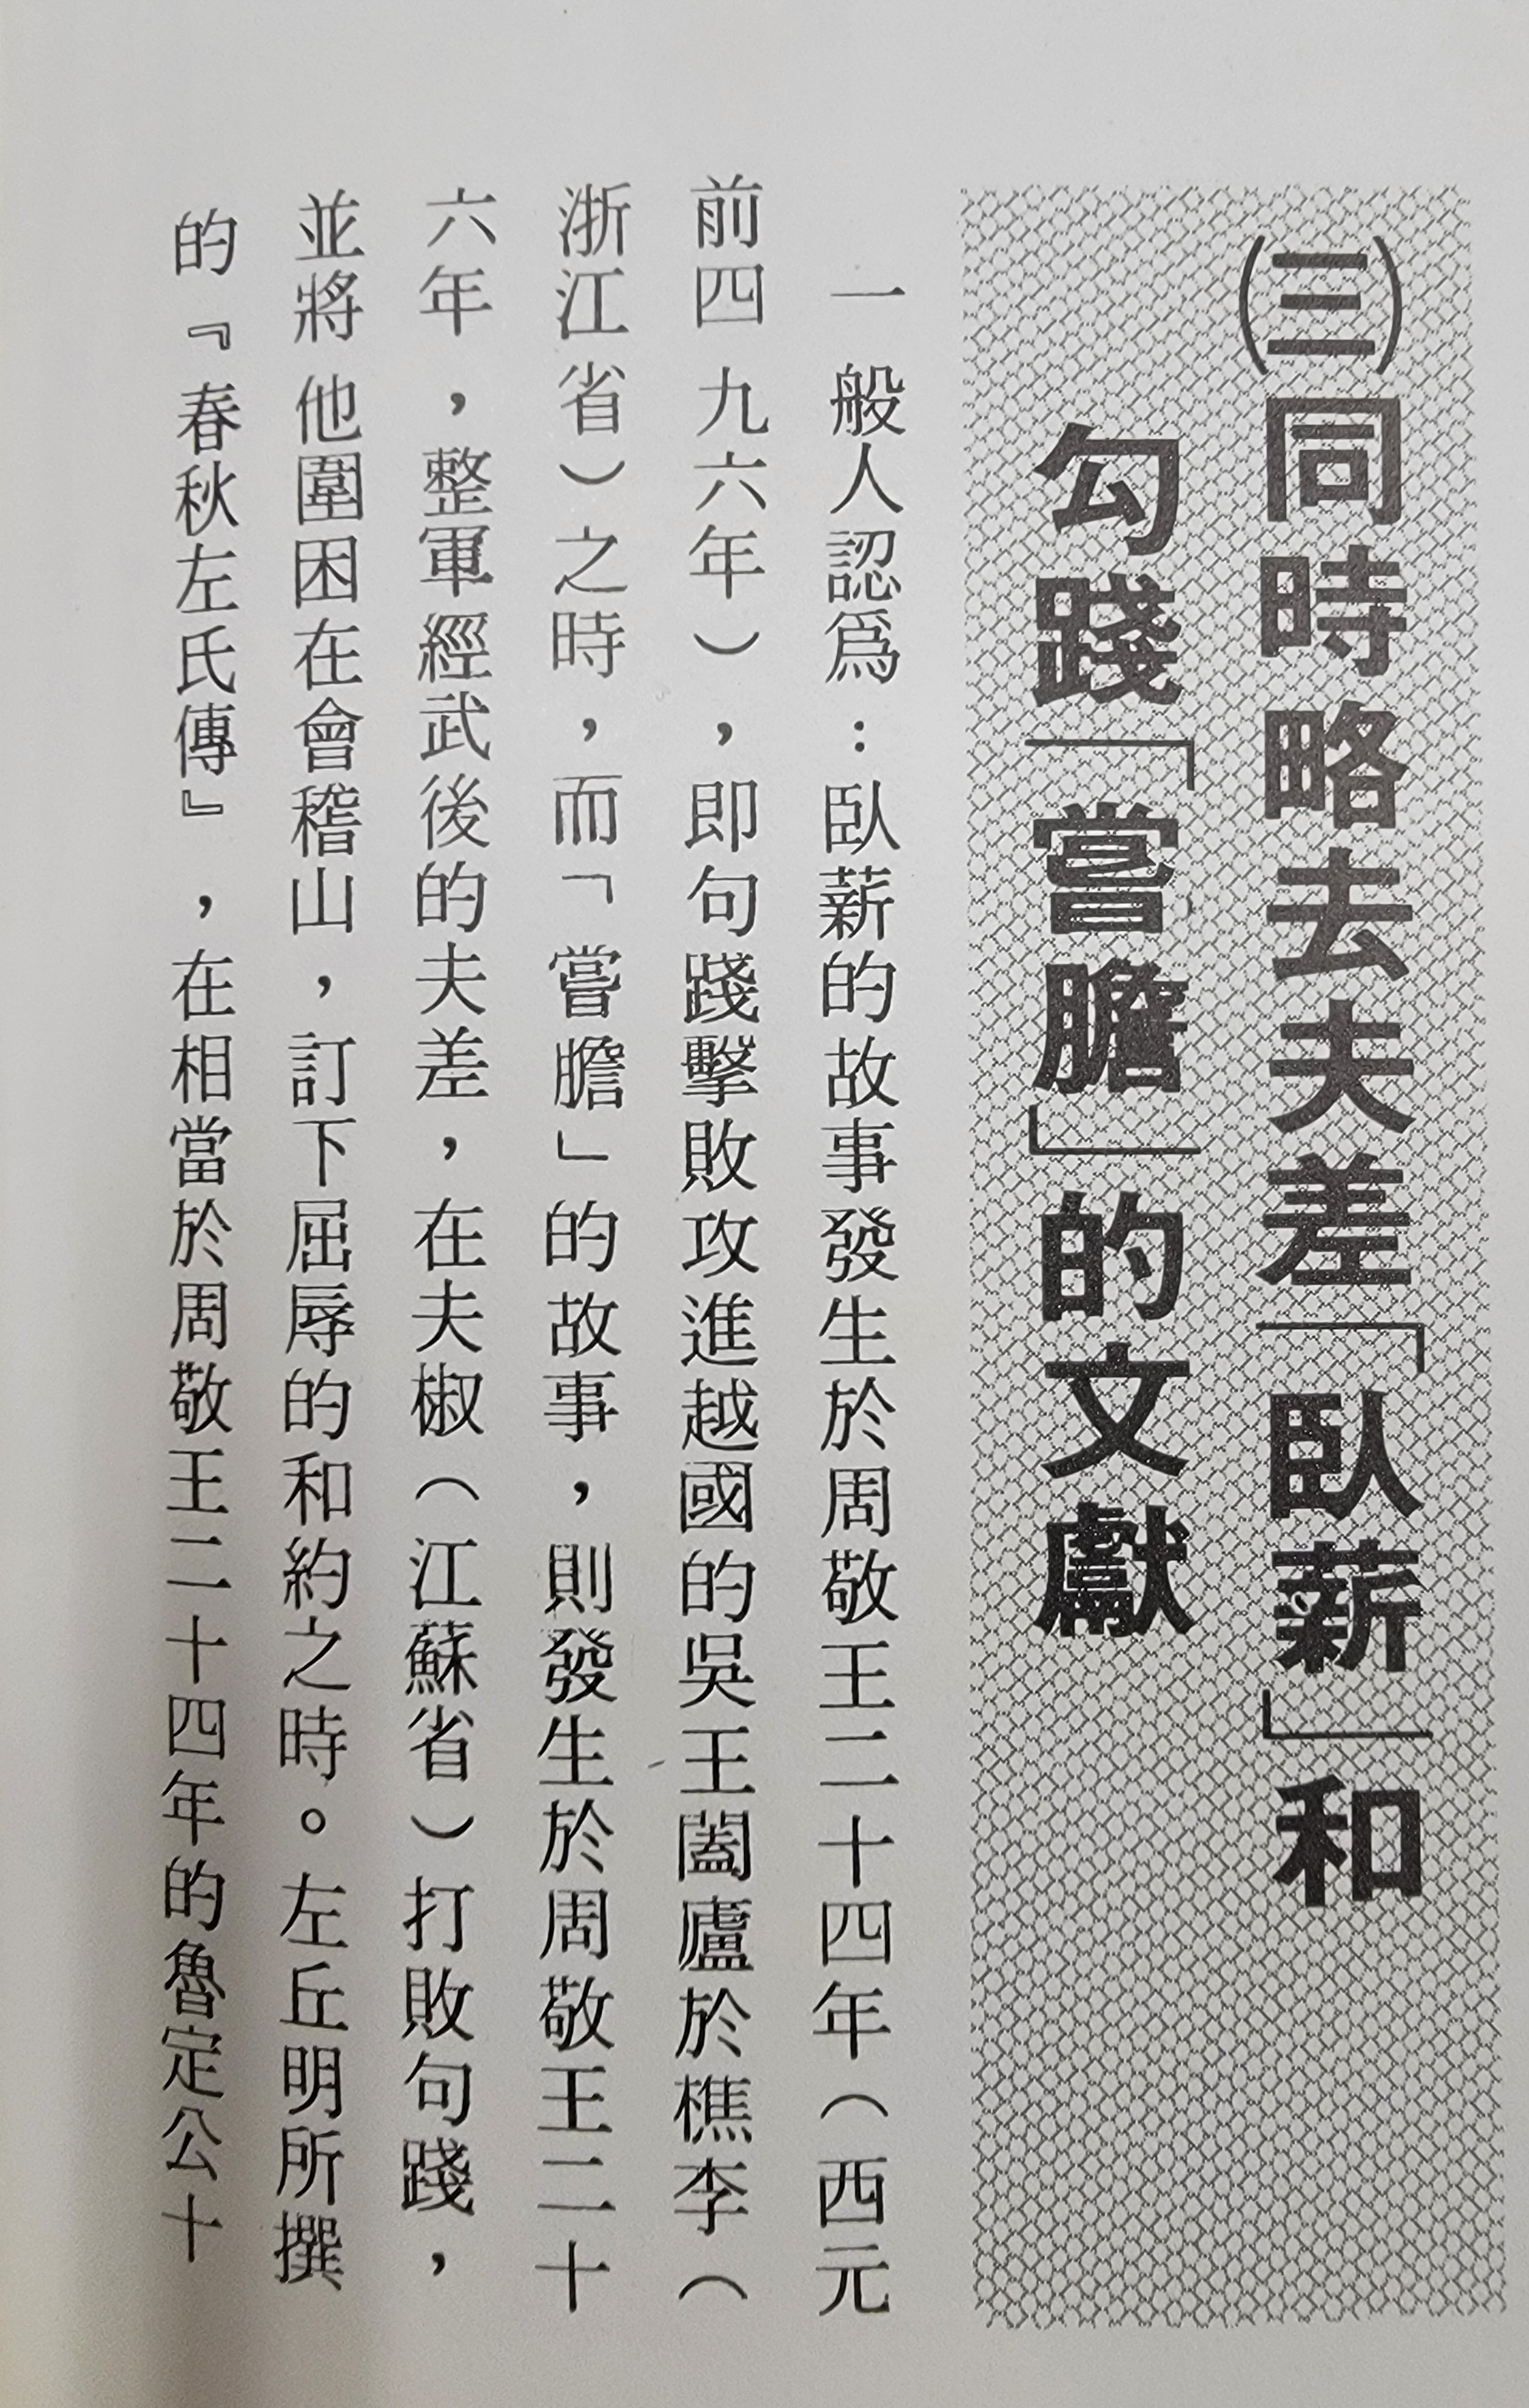 ㈢同時略去夫差「臥薪」和
勾踐「嘗膽」的文獻
一般人認爲：臥薪的故事發生於周敬王二十四年（西元
前四九六年），即句踐擊敗攻進越國的吳王闔廬於樵李（
浙江省）之時，而「嘗膽」的故事，則發生於周敬王二十
六年，整軍經武後的夫差，在夫椒（江蘇省）打敗句踐，
並將他圍困在會稽山，訂下屈辱的和約之時。左丘明所撰
的『春秋左氏傳』，在相當於周敬王二十四年的魯定公十